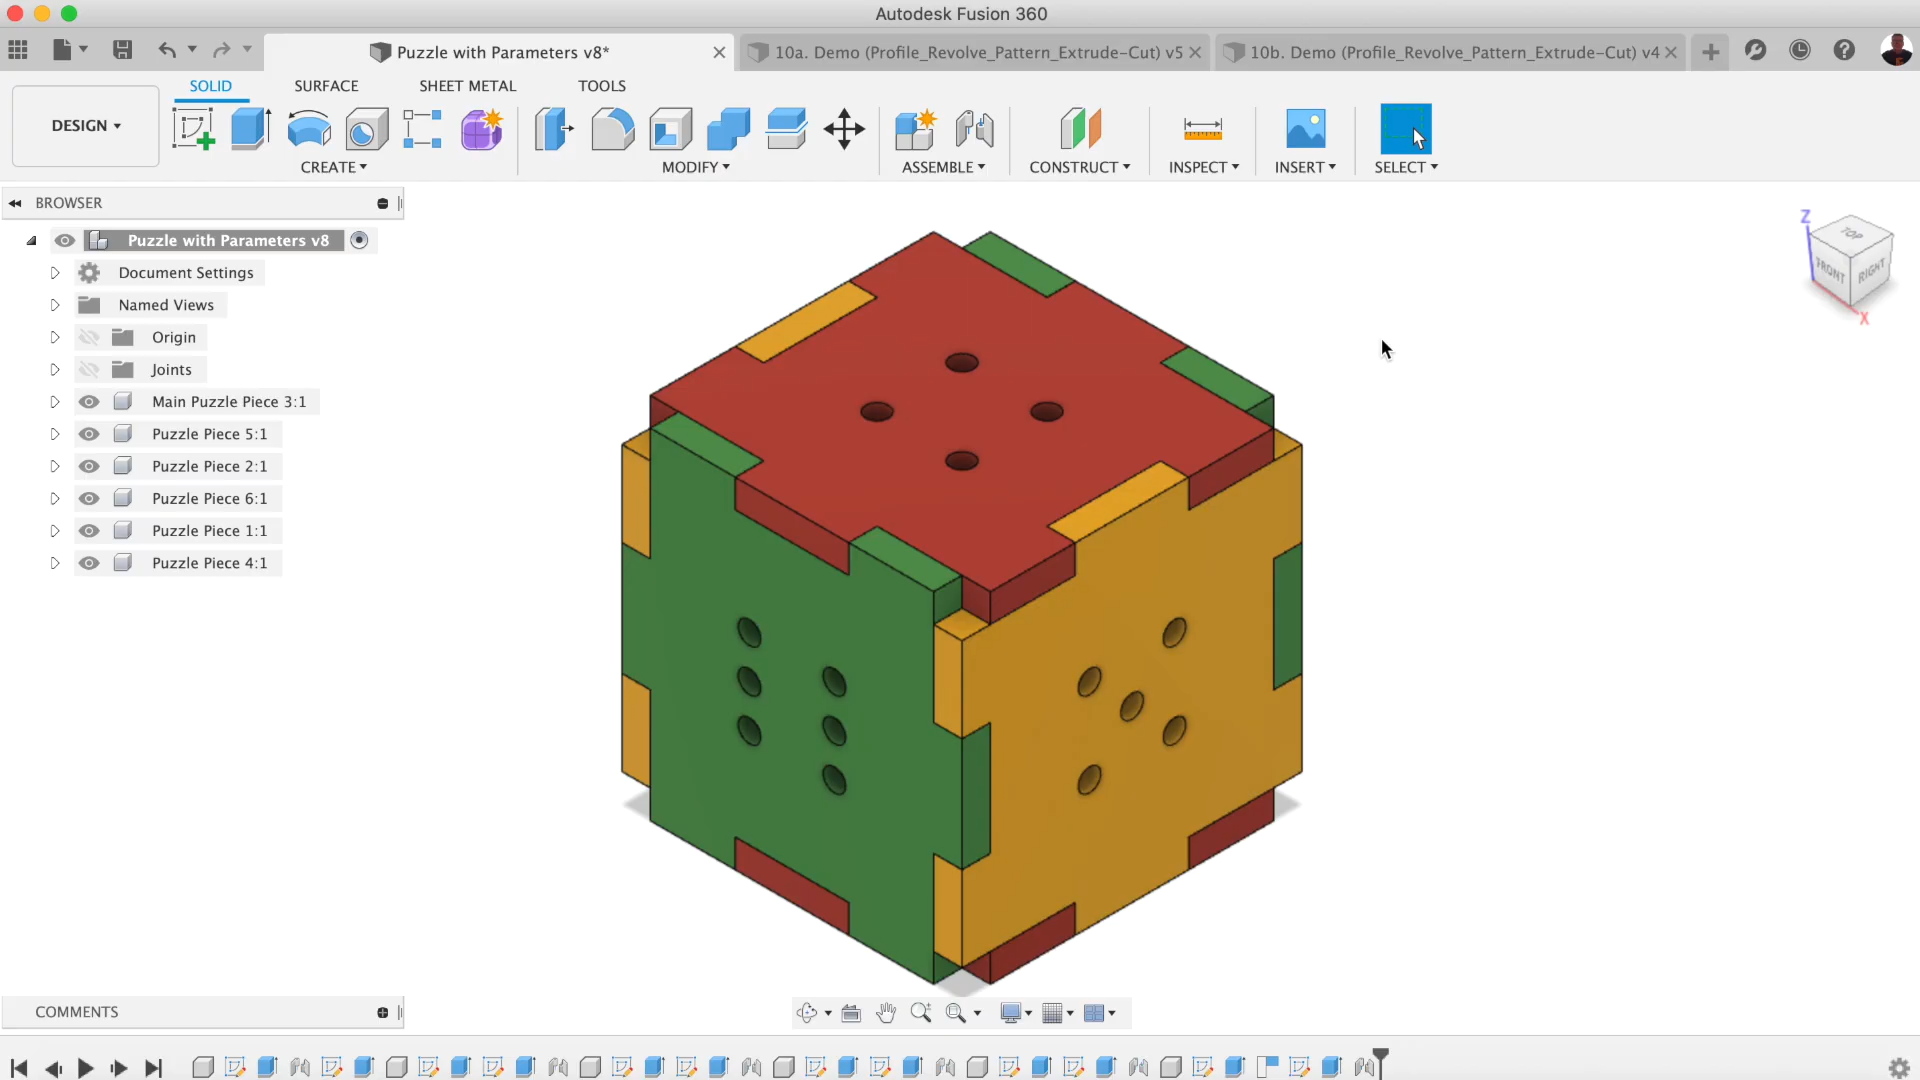 Autodesk Fusion 360
Puzzle with Parameters v8*
10a. Demo (Profile_Revolve_Pattern_Extrude-Cut) v5
10b. Demo (Profile_Revolve_Pattern_Extrude-Cut) v4
SOLID SURFACE SHEET METAL TOOLS
DESIGN
CREATE MODIFY ASSEMBLE CONSTRUCT INSPECT INSERT SELECT
BROWSER
Puzzle with Parameters v8
Document Settings
Named Views
Origin
Joints
Main Puzzle Piece 3:1
Puzzle Piece 5:1
Puzzle Piece 2:1
Puzzle Piece 6:1
Puzzle Piece 1:1
Puzzle Piece 4:1
Z
TOP
FRONT RIGHT
X
COMMENTS